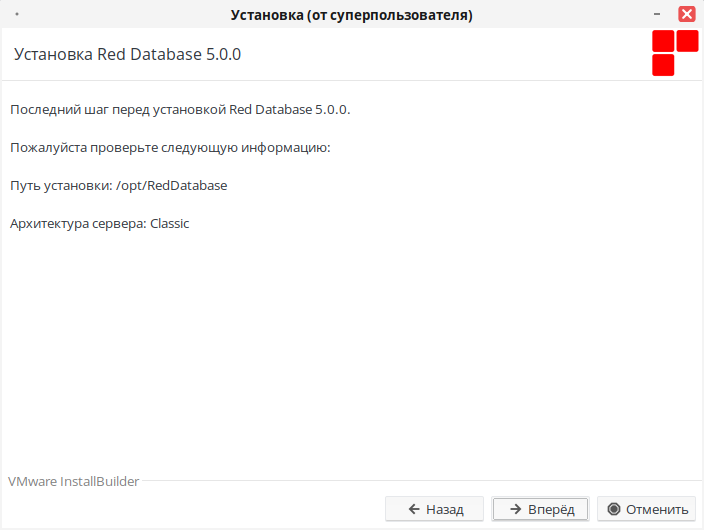 Установка (от суперпользователя)
Установка Red Database 5.0.0
Последний шаг перед установкой Red Database 5.0.0.
Пожалуйста проверьте следующую информацию:
Путь установки: /opt/RedDatabase
Архитектура сервера: Classic
VMware InstallBuilder
Назад
Вперёд
Отменить